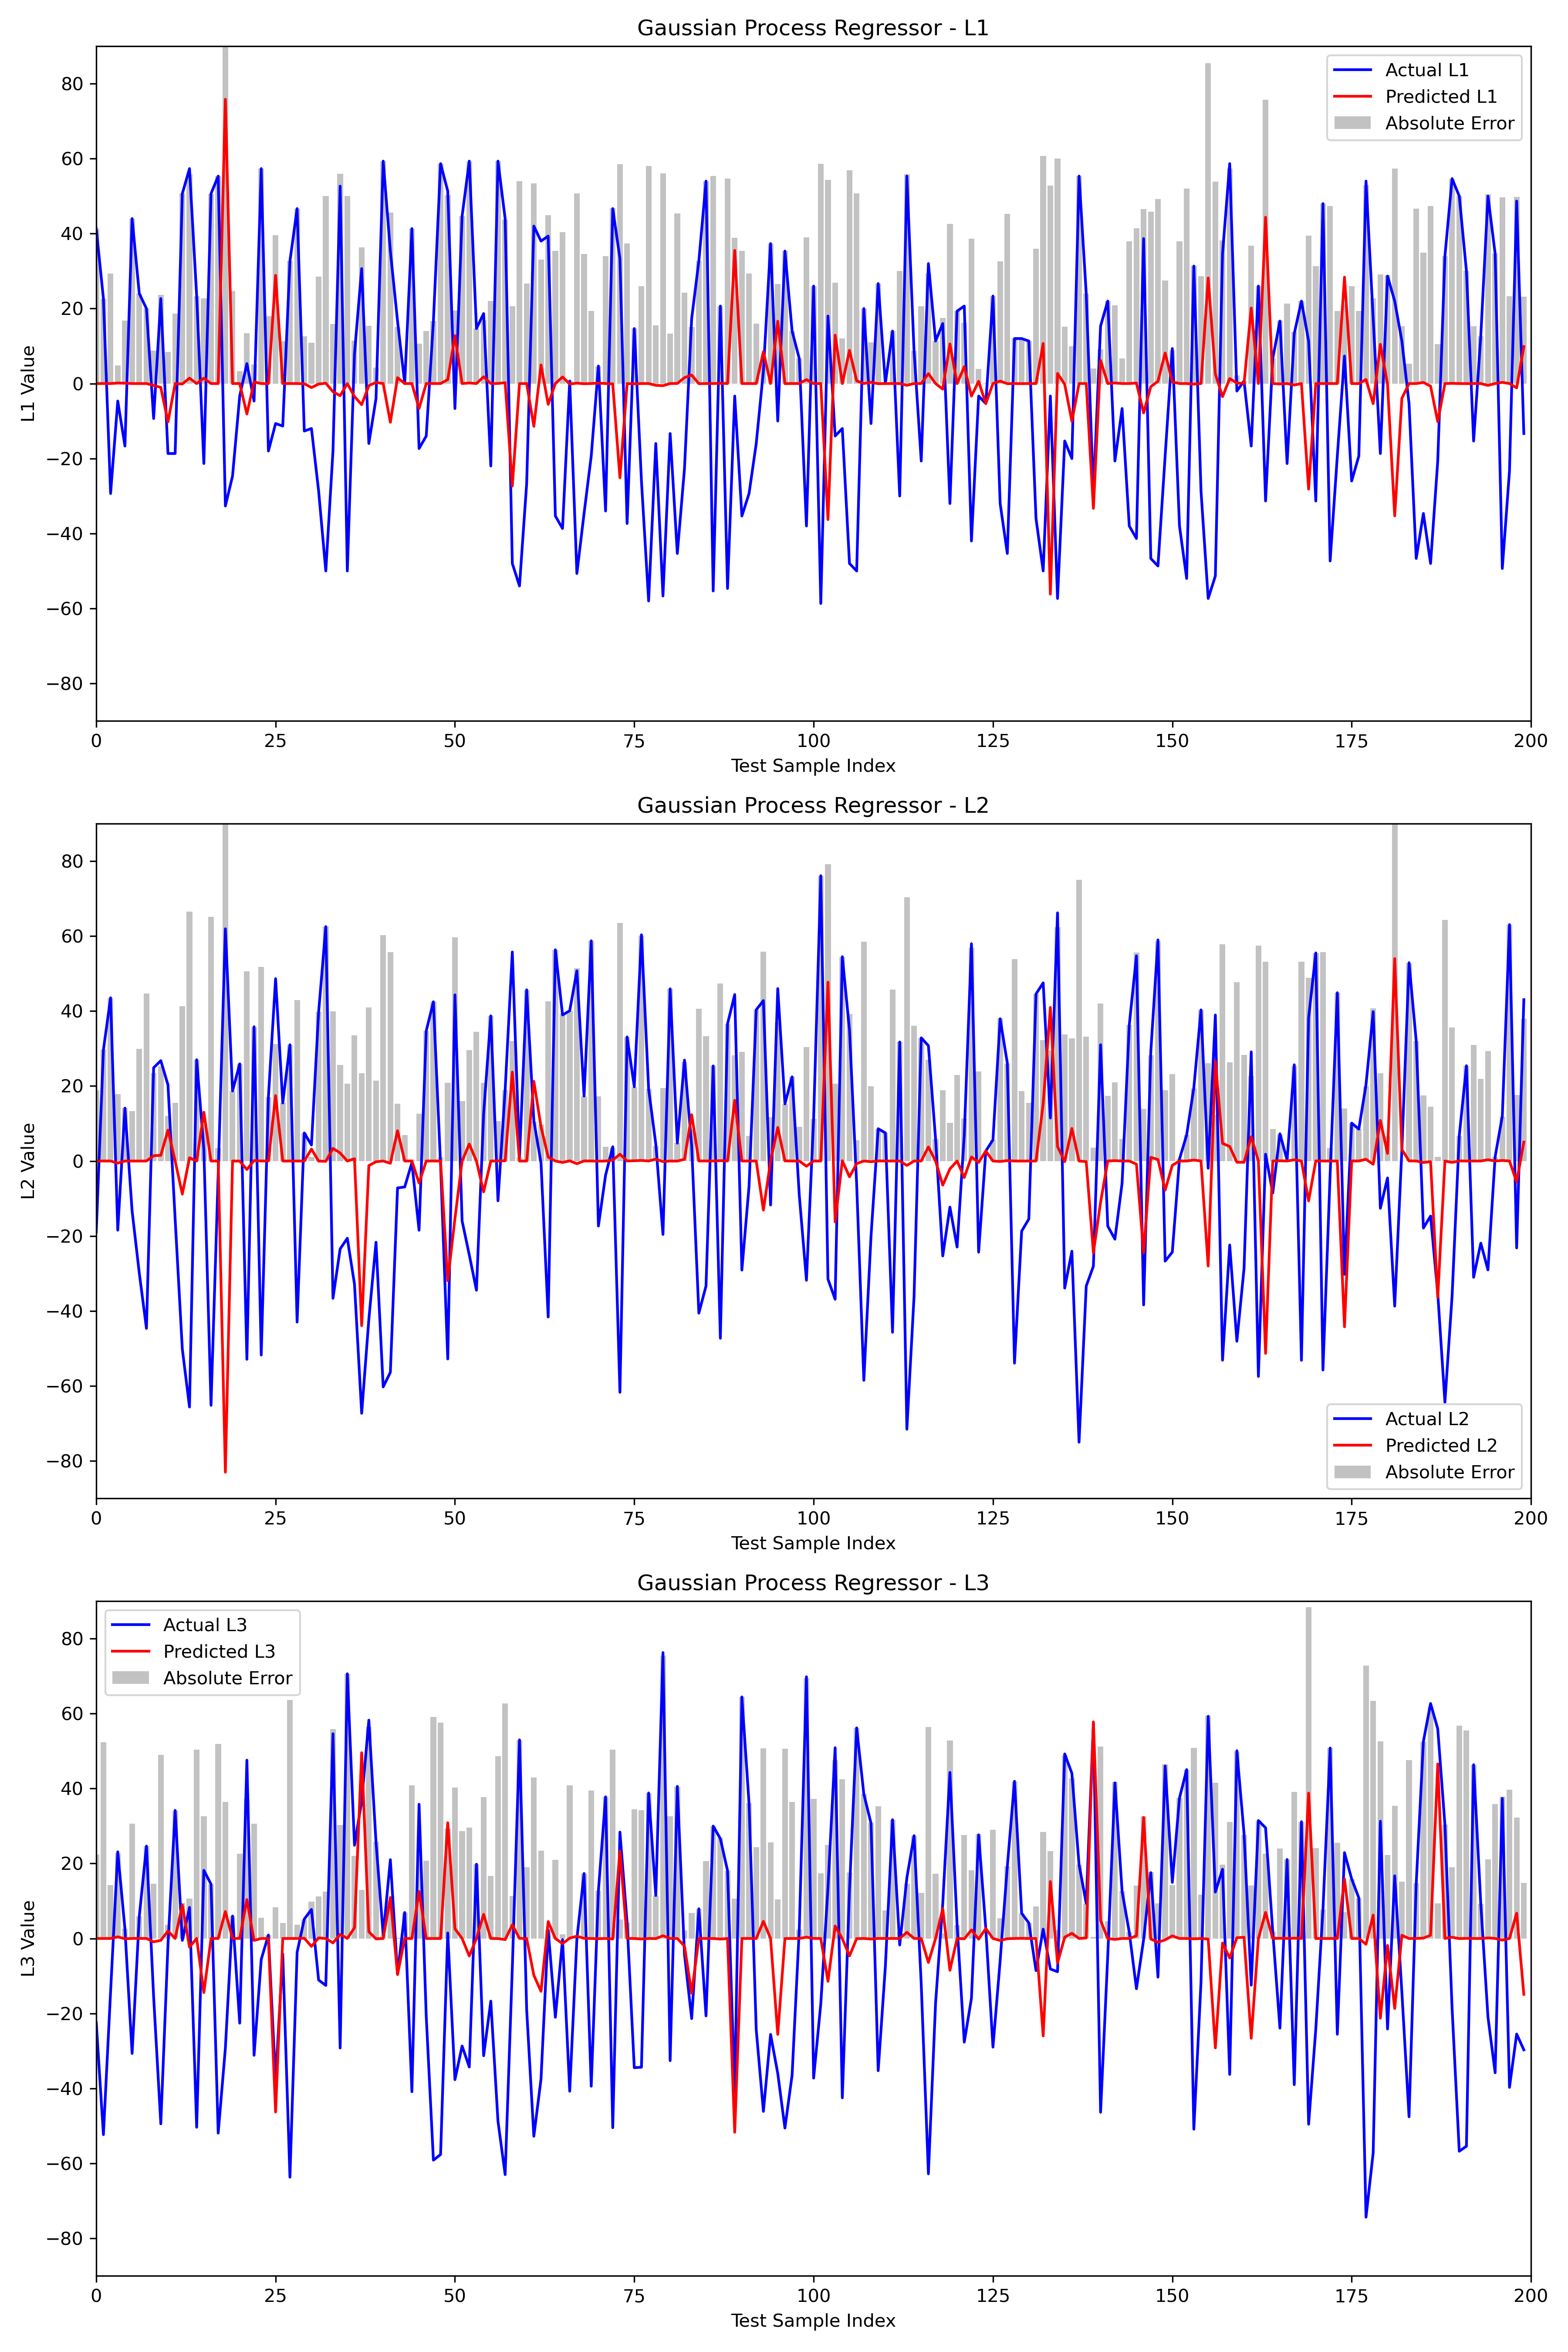 Gaussian Process Regressor - L1
80
60
40
20
0
−20
−40
−60
−80
L1 Value
Actual L1
Predicted L1
Absolute Error
0 25 50 75 100 125 150 175 200
Test Sample Index
Gaussian Process Regressor - L2
80
60
40
20
0
−20
−40
−60
−80
L2 Value
Actual L2
Predicted L2
Absolute Error
0 25 50 75 100 125 150 175 200
Test Sample Index
Gaussian Process Regressor - L3
Actual L3
Predicted L3
Absolute Error
80
60
40
20
0
−20
−40
−60
−80
L3 Value
0 25 50 75 100 125 150 175 200
Test Sample Index